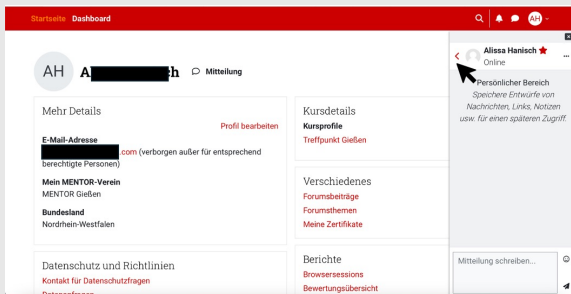 Startseite Dashboard
AH
AH A h Mitteilung
Mehr Details
Profil bearbeiten
E-Mail-Adresse
.com (verborgen außer für entsprechend
berechtigte Personen)
Mein MENTOR-Verein
MENTOR Gießen
Bundesland
Nordrhein-Westfalen
Datenschutz und Richtlinien
Kontakt für Datenschutzfragen
Kursdetails
Kursprofile
Treffpunkt Gießen
Verschiedenes
Forumsbeiträge
Forumsthemen
Meine Zertifikate
Berichte
Browsersessions
Bewertungsübersicht
Alissa Hanisch
Online
Persönlicher Bereich
Speichere Entwürfe von
Nachrichten, Links, Notizen
usw. für einen späteren Zugriff.
Mitteilung schreiben...